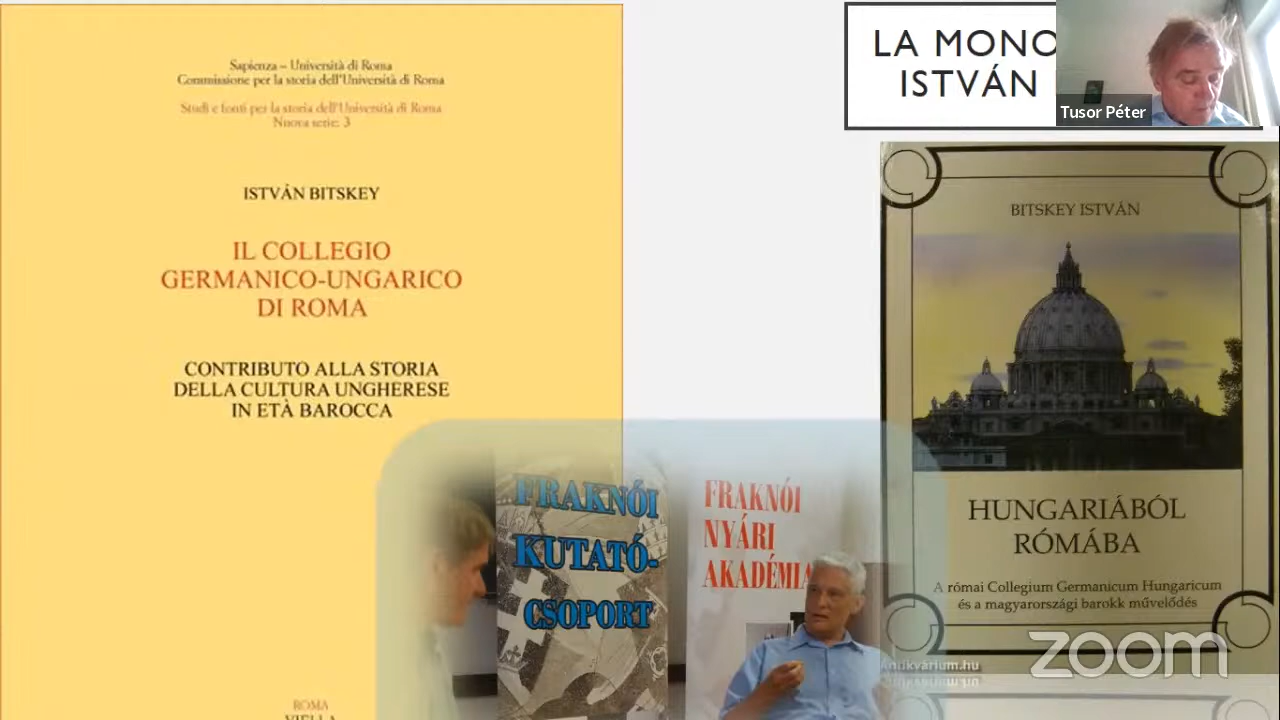 Sapienza – Università di Roma
Commissione per la storia dell'Università di Roma
Studi e fonti per la storia dell'Università di Roma
Nuova serie: 3
ISTVÁN BITSKEY
IL COLLEGIO
GERMANICO-UNGARICO
DI ROMA
CONTRIBUTO ALLA STORIA
DELLA CULTURA UNGHERESE
IN ETÀ BAROCCA
ROMA
VIELLA
LA MONO
ISTVÁN
Tusor Péter
BITSKEY ISTVÁN
HUNGARIÁBÓL
RÓMÁBA
A római Collegium Germanicum Hungaricum
és a magyarországi barokk művelődés
Antikvárium.hu
FRAKNÓI
KUTATÓ-
CSOPORT
FRAKNÓI
NYÁRI
AKADÉMIA
zoom